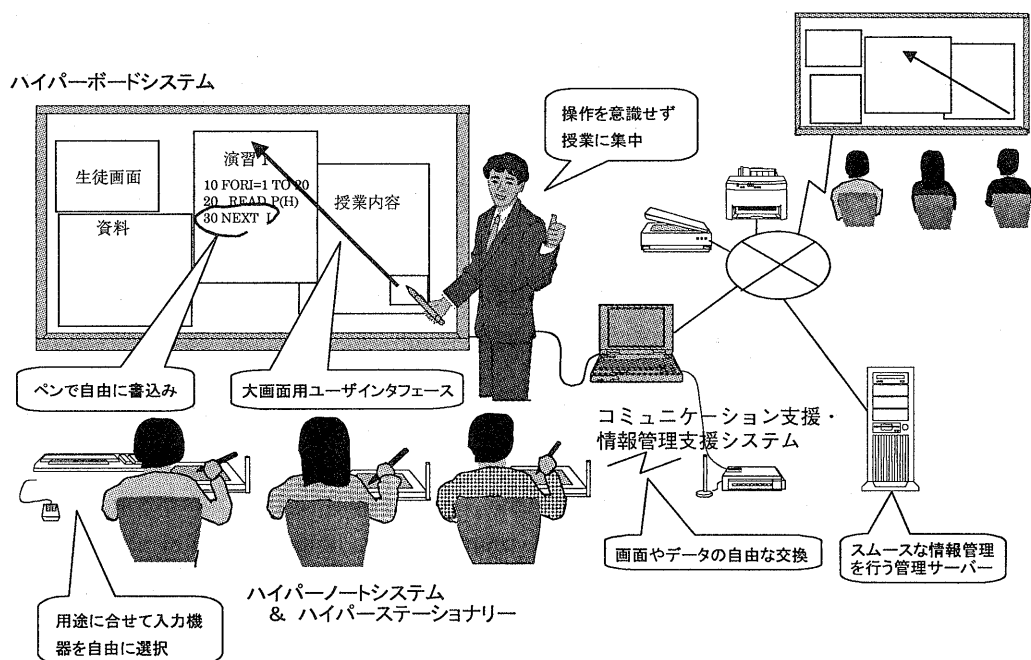 ハイパーボードシステム
生徒画面
資料
演習 1
10 FORI=1 TO 20
20 READ P(H)
30 NEXT I
授業内容
操作を意識せず
授業に集中
ペンで自由に書込み
大画面用ユーザインタフェース
コミュニケーション支援・
情報管理支援システム
画面やデータの自由な交換
スムースな情報管理
を行う管理サーバー
ハイパーノートシステム
& ハイパーステーショナリー
用途に合せて入力機
器を自由に選択